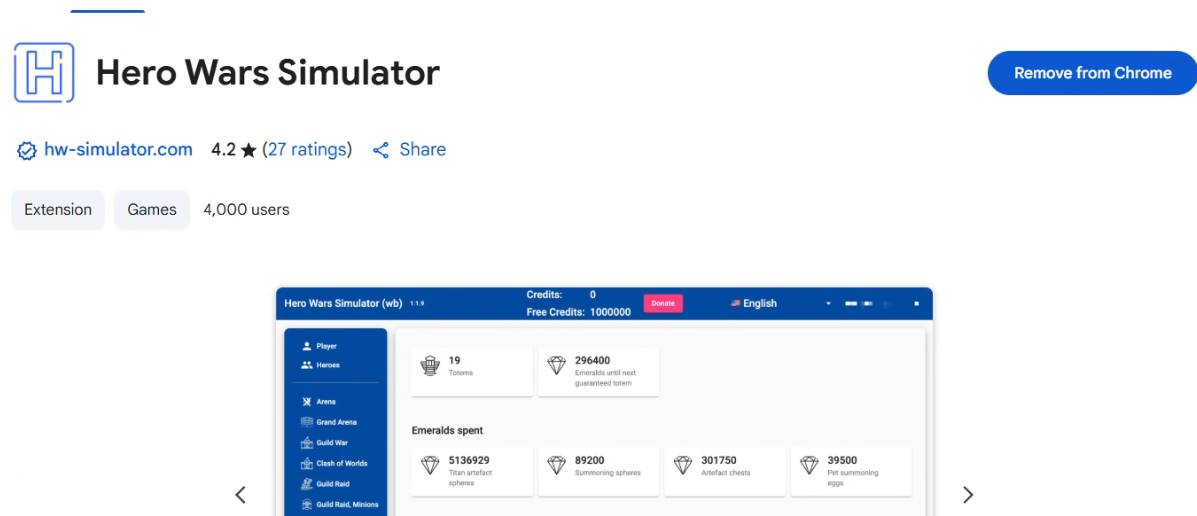 Hero Wars Simulator
Remove from Chrome
hw-simulator.com 4.2 ★ (27 ratings) Share
Extension Games 4,000 users
Hero Wars Simulator (wb) 1.1.9
Credits: 0
Free Credits: 1000000
Donate
English
Player
Heroes
Arena
Grand Arena
Guild War
Clash of Worlds
Guild Raid
Guild Raid, Minions
19
Totems
296400
Emeralds until next
guaranteed totem
Emeralds spent
5136929
Titan artefact
spheres
89200
Summoning spheres
301750
Artefact chests
39500
Pet summoning
eggs